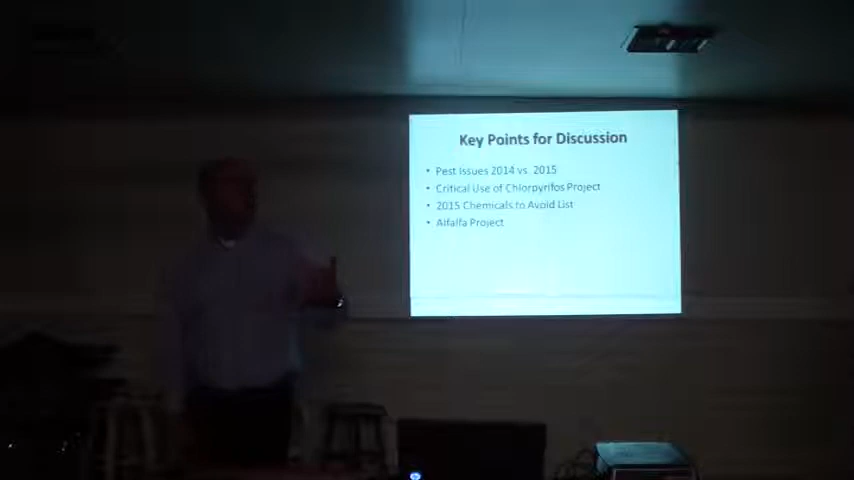 Key Points for Discussion
• Pest Issues 2014 vs. 2015
• Critical Use of Chlorpyrifos Project
• 2015 Chemicals to Avoid List
• Alfalfa Project